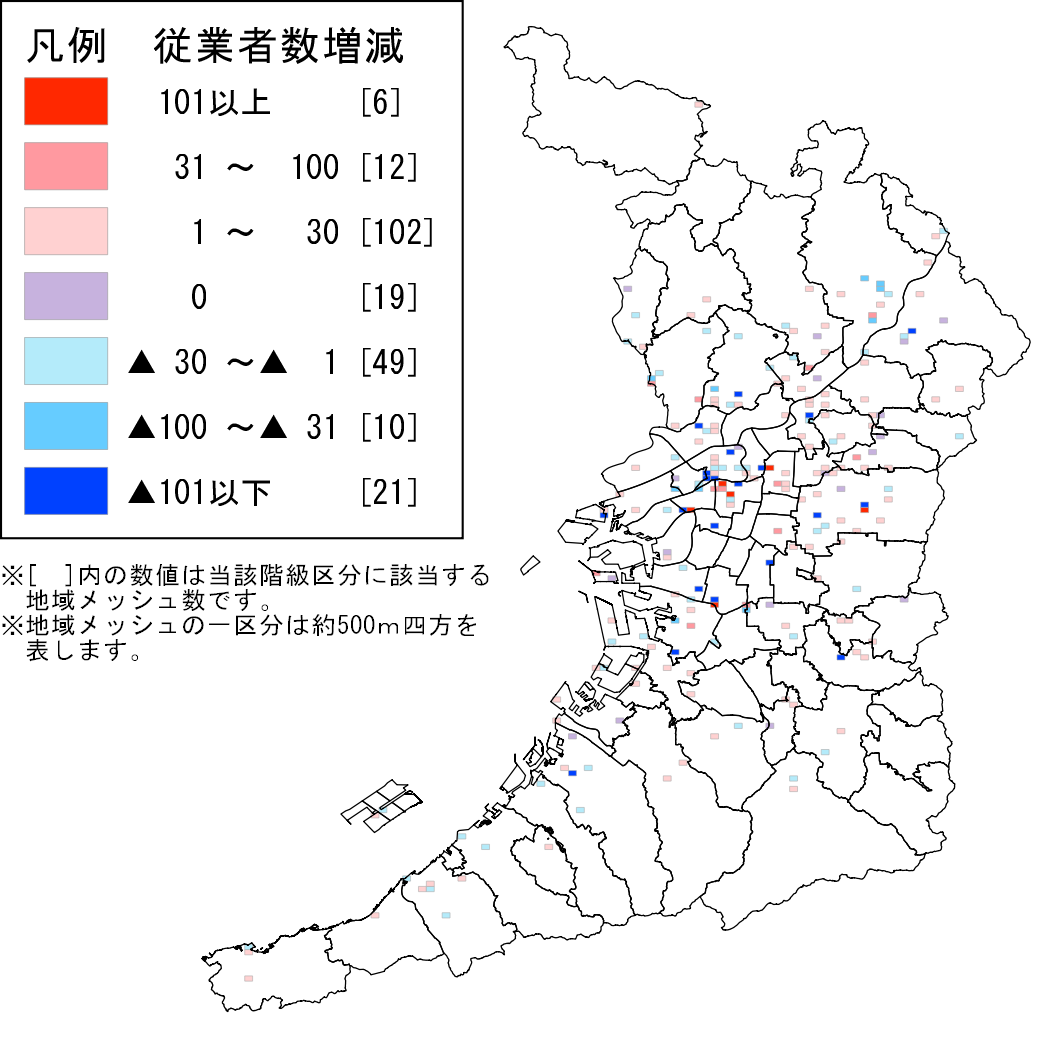 凡例 従業者数増減
101以上 [6]
31 ～ 100 [12]
1 ～ 30 [102]
0 [19]
▲ 30 ～▲ 1 [49]
▲100 ～▲ 31 [10]
▲101以下 [21]
※[ ]内の数値は当該階級区分に該当する
地域メッシュ数です。
※地域メッシュの一区分は約500ｍ四方を
表します。